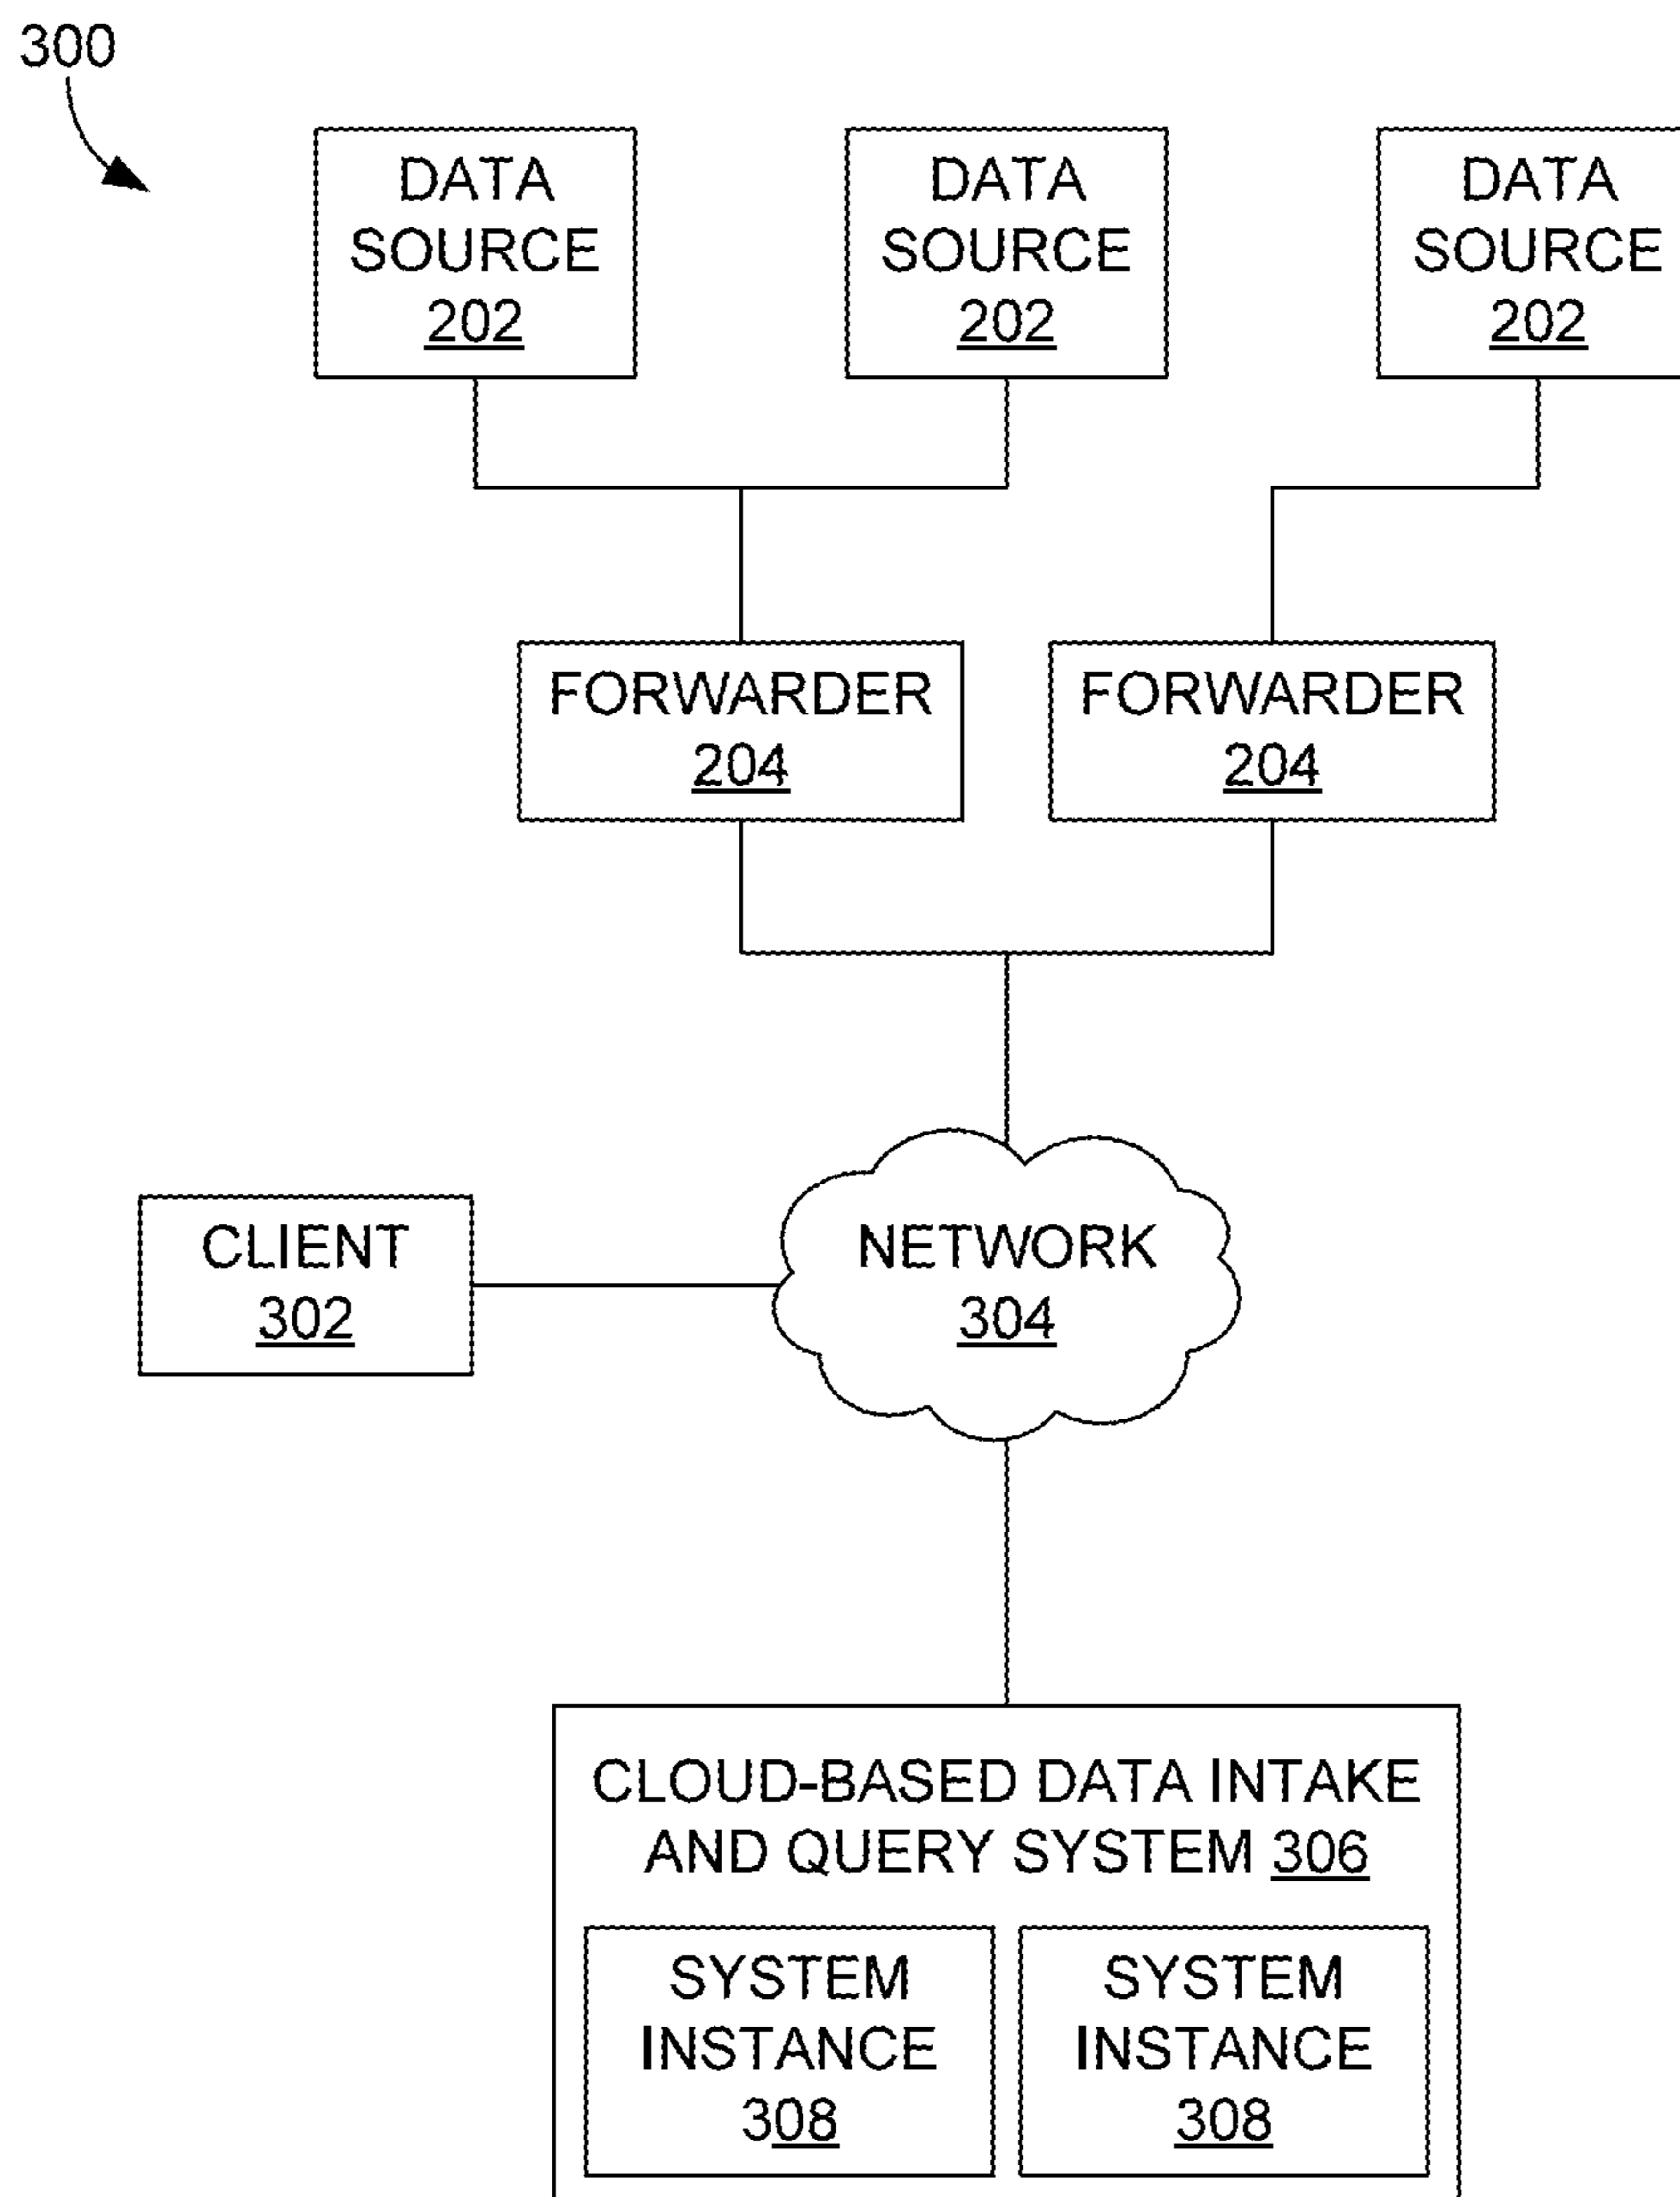 300
DATA
SOURCE
202
DATA
SOURCE
202
DATA
SOURCE
202
FORWARDER
204
FORWARDER
204
CLIENT
302
NETWORK
304
CLOUD-BASED DATA INTAKE
AND QUERY SYSTEM 306
SYSTEM
INSTANCE
308
SYSTEM
INSTANCE
308